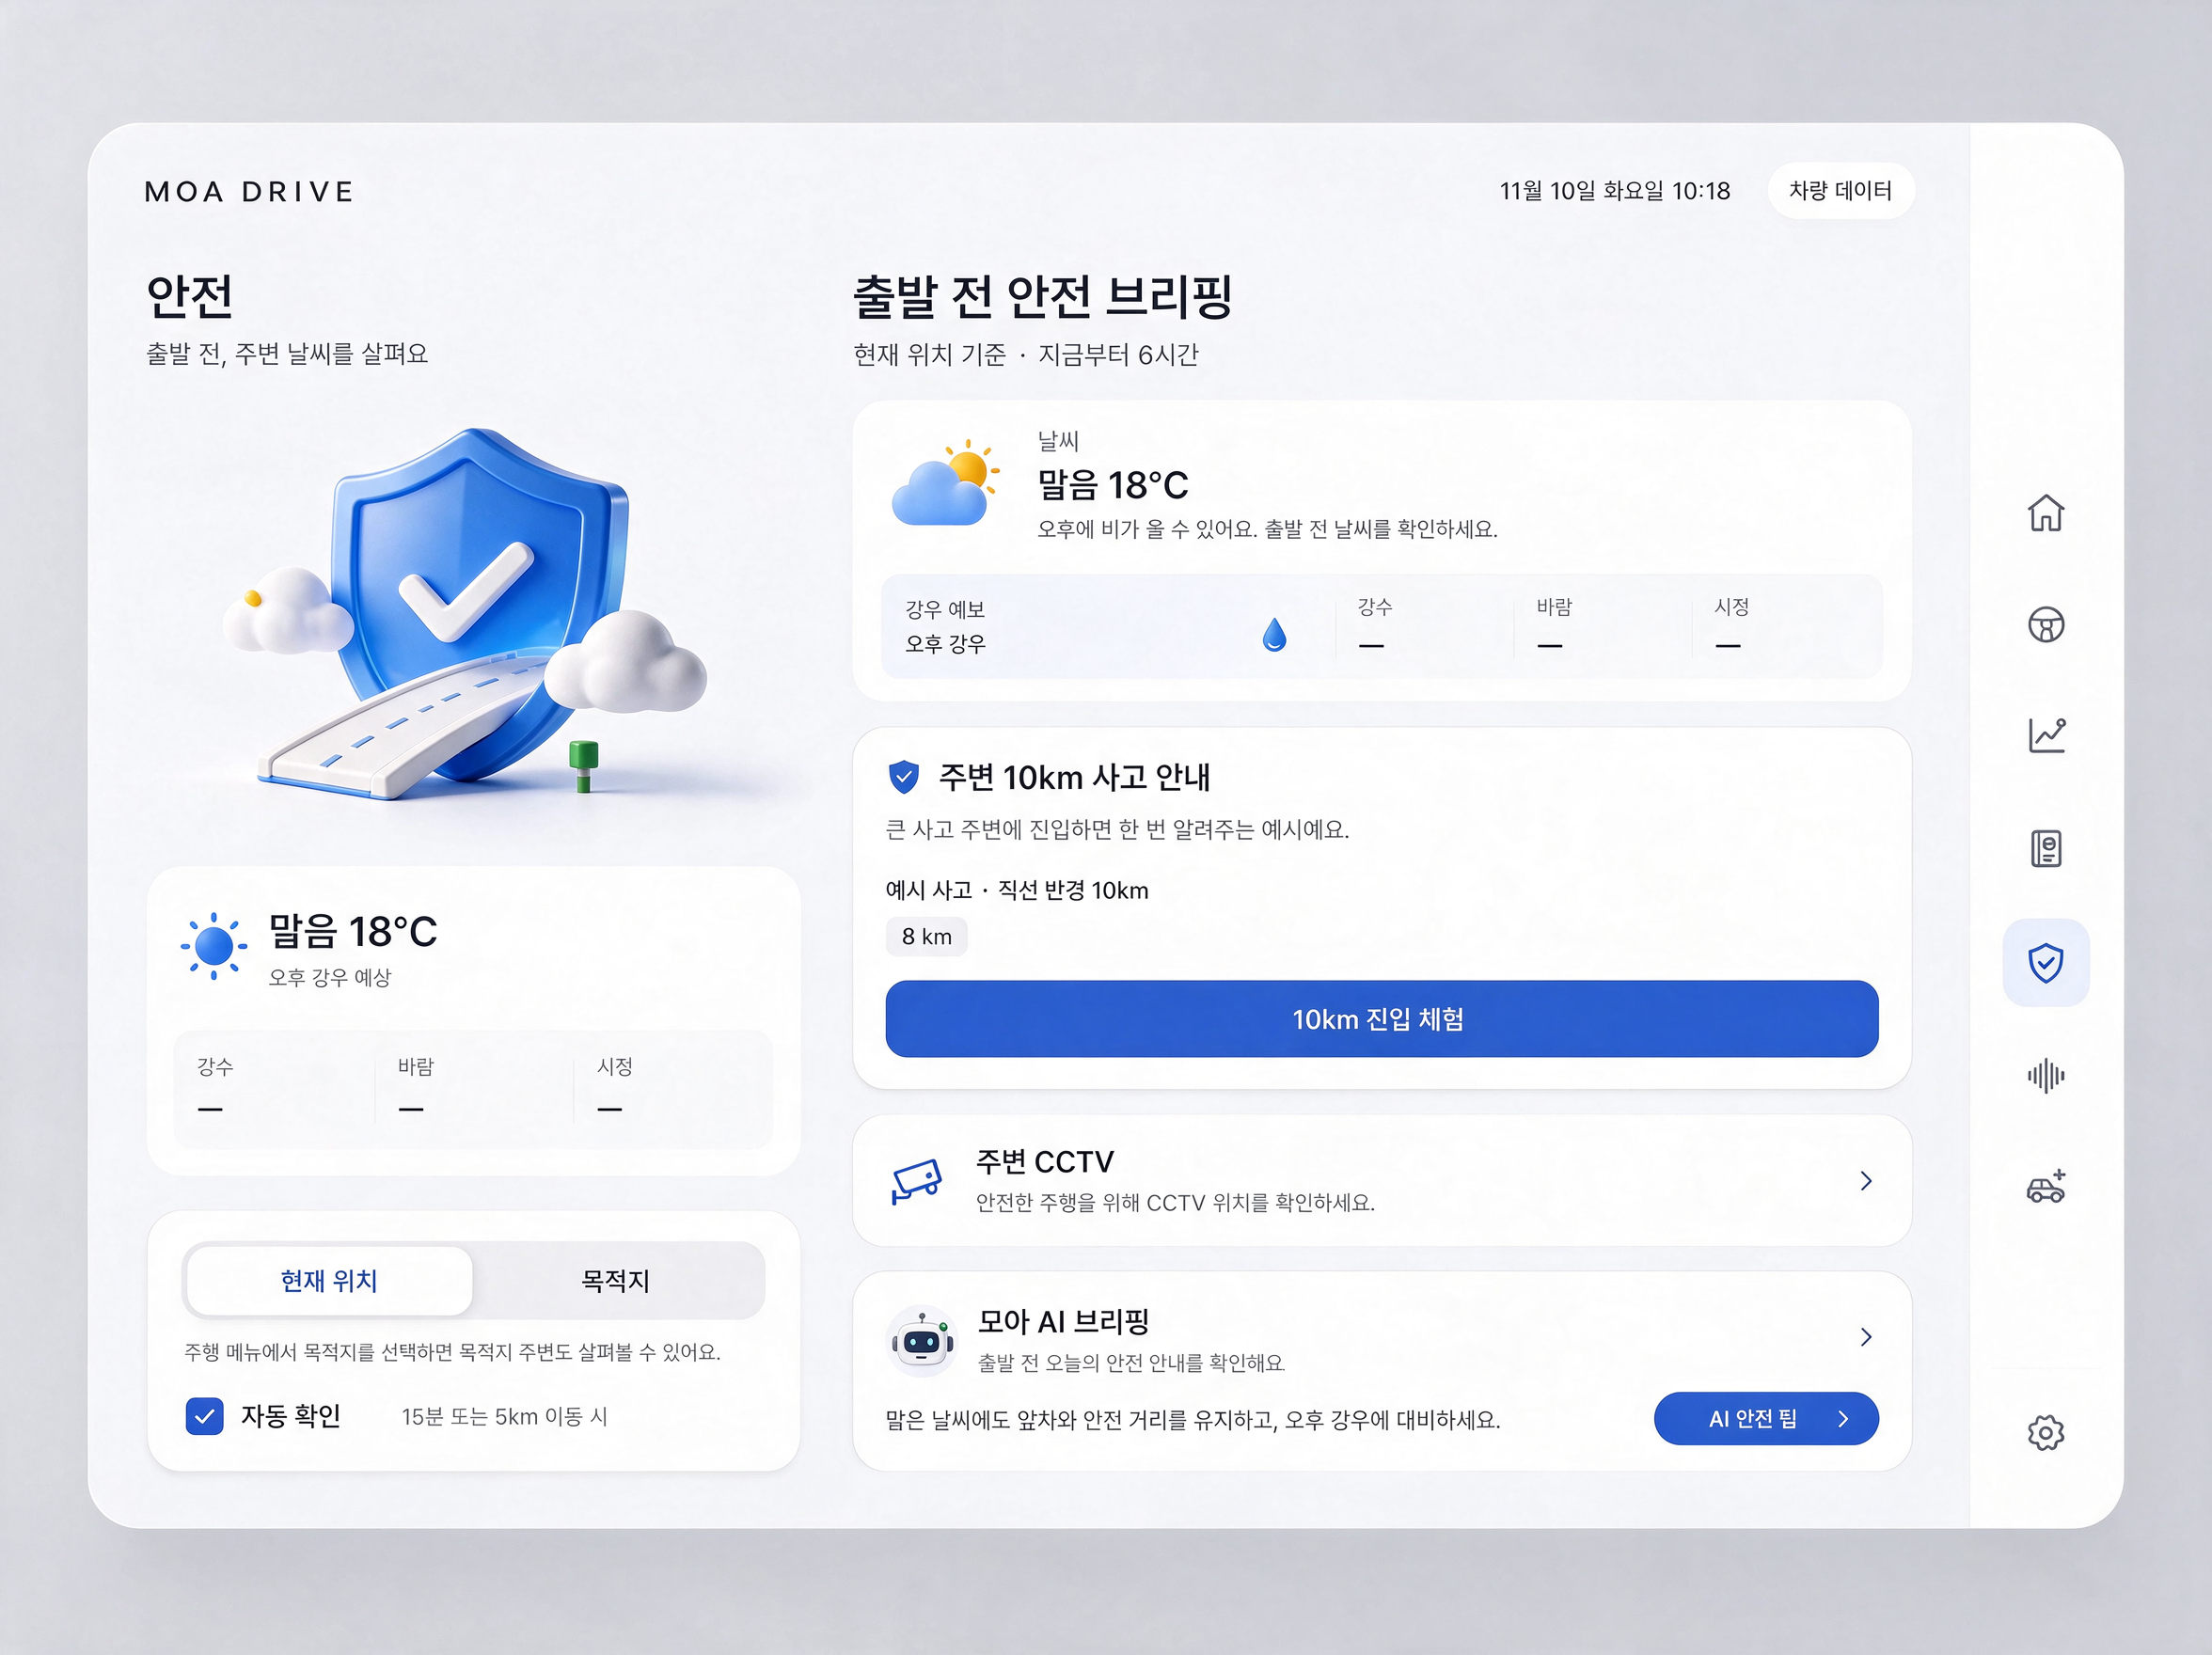 MOA DRIVE
11월 10일 화요일 10:18
차량 데이터
안전
출발 전, 주변 날씨를 살펴요
말음 18°C
오후 강우 예상
강수
바람
시정
—
—
—
현재 위치
목적지
주행 메뉴에서 목적지를 선택하면 목적지 주변도 살펴볼 수 있어요.
자동 확인
15분 또는 5km 이동 시
출발 전 안전 브리핑
현재 위치 기준 · 지금부터 6시간
날씨
말음 18°C
오후에 비가 올 수 있어요. 출발 전 날씨를 확인하세요.
강우 예보
오후 강우
강수
바람
시정
—
—
—
주변 10km 사고 안내
큰 사고 주변에 진입하면 한 번 알려주는 예시예요.
예시 사고 · 직선 반경 10km
8 km
10km 진입 체험
주변 CCTV
안전한 주행을 위해 CCTV 위치를 확인하세요.
모아 AI 브리핑
출발 전 오늘의 안전 안내를 확인해요
맑은 날씨에도 앞차와 안전 거리를 유지하고, 오후 강우에 대비하세요.
AI 안전 팁